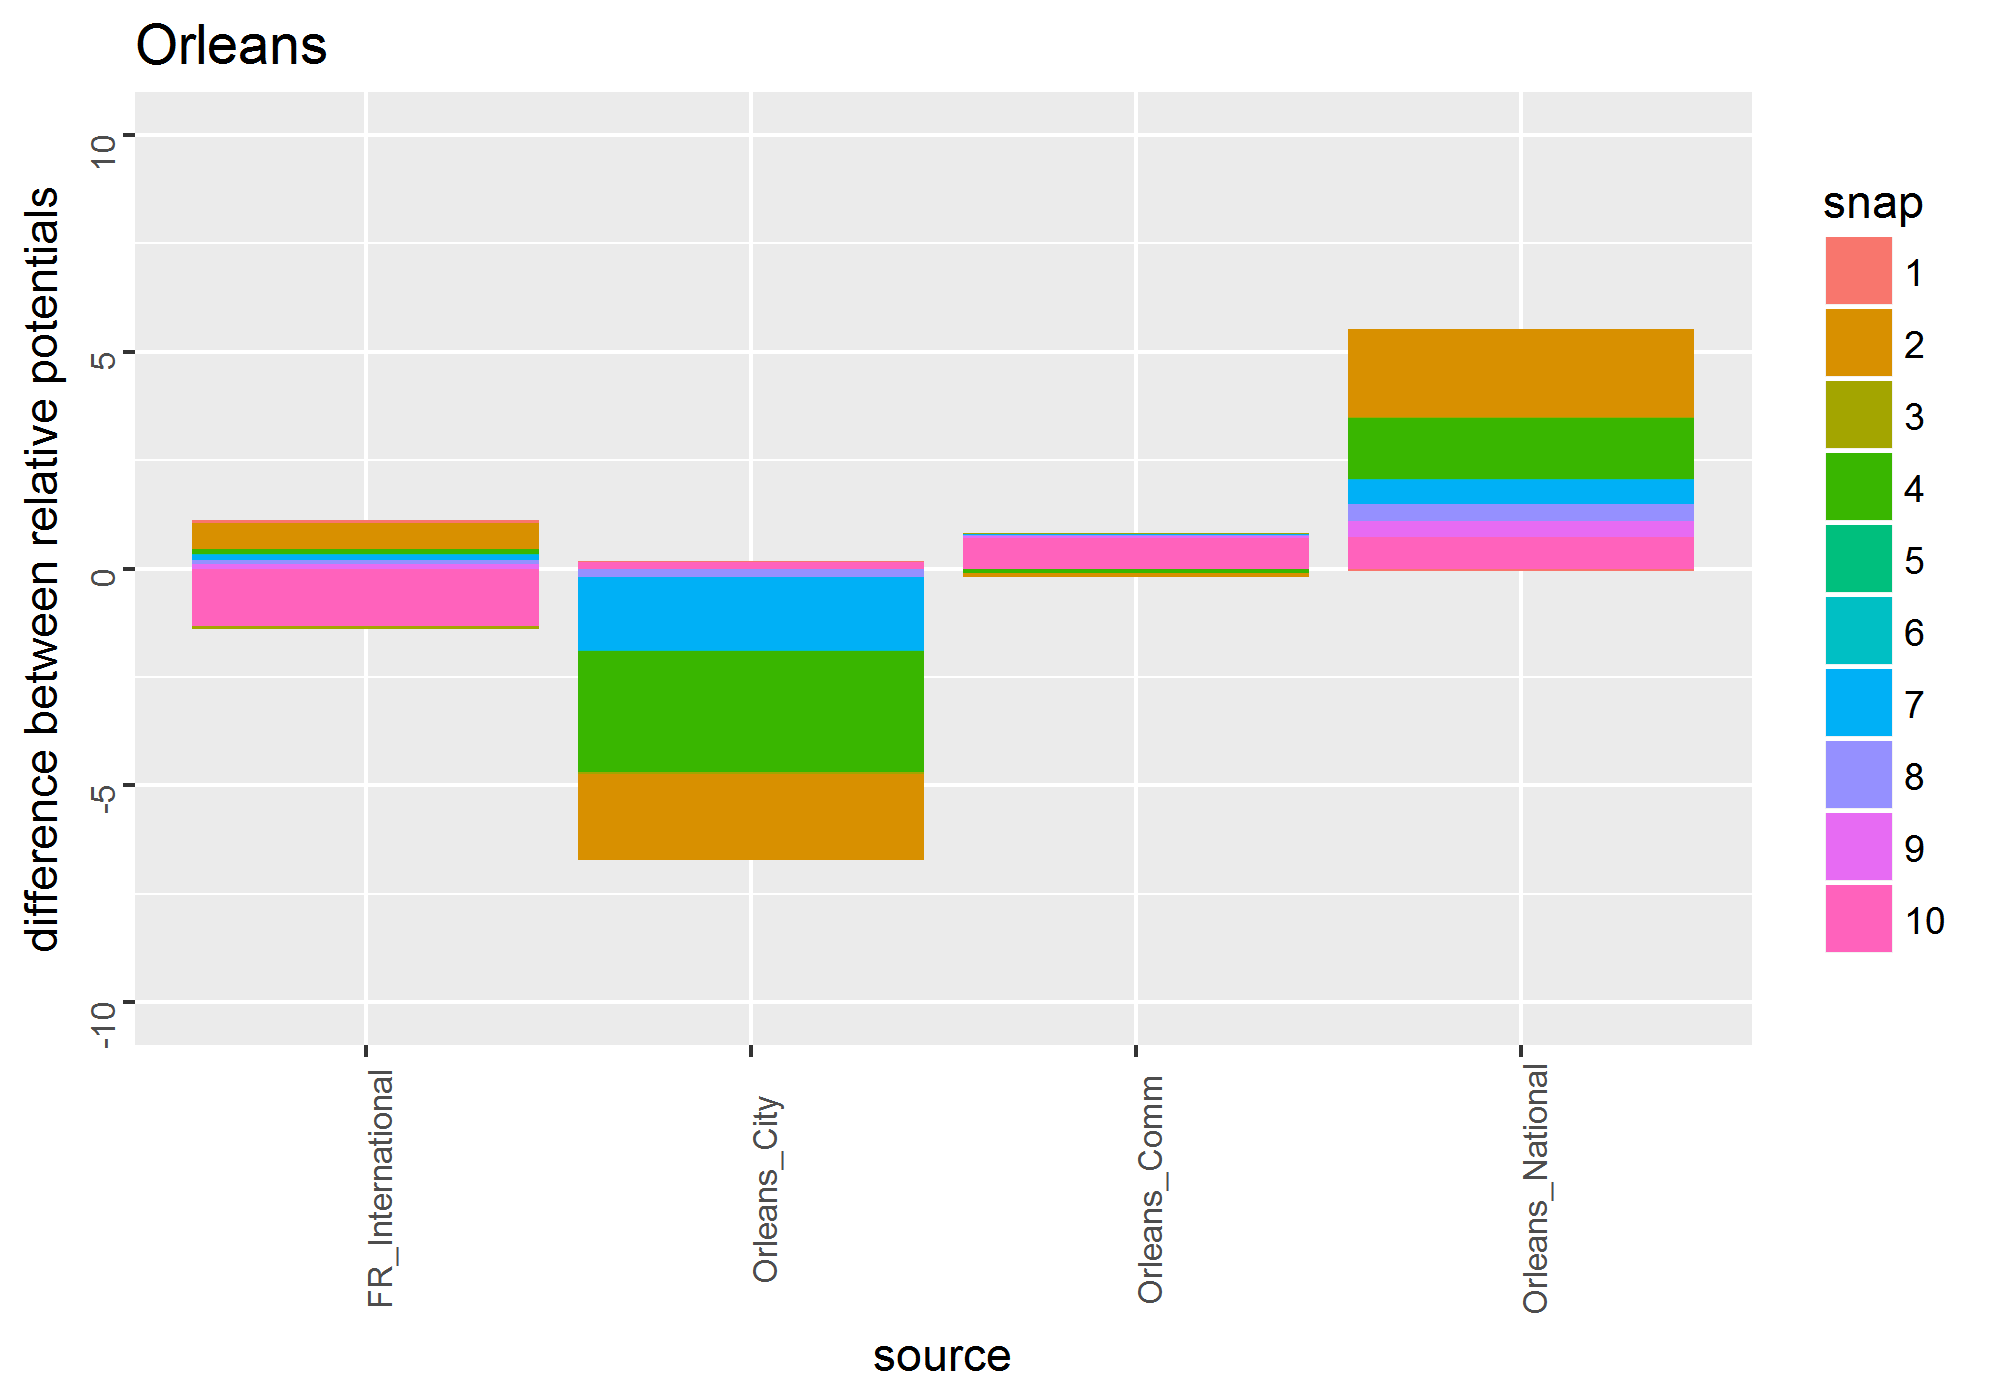 Orleans
difference between relative potentials
10
5
0
-5
-10
FR_International
Orleans_City
Orleans_Comm
Orleans_National
source
snap
1
2
3
4
5
6
7
8
9
10